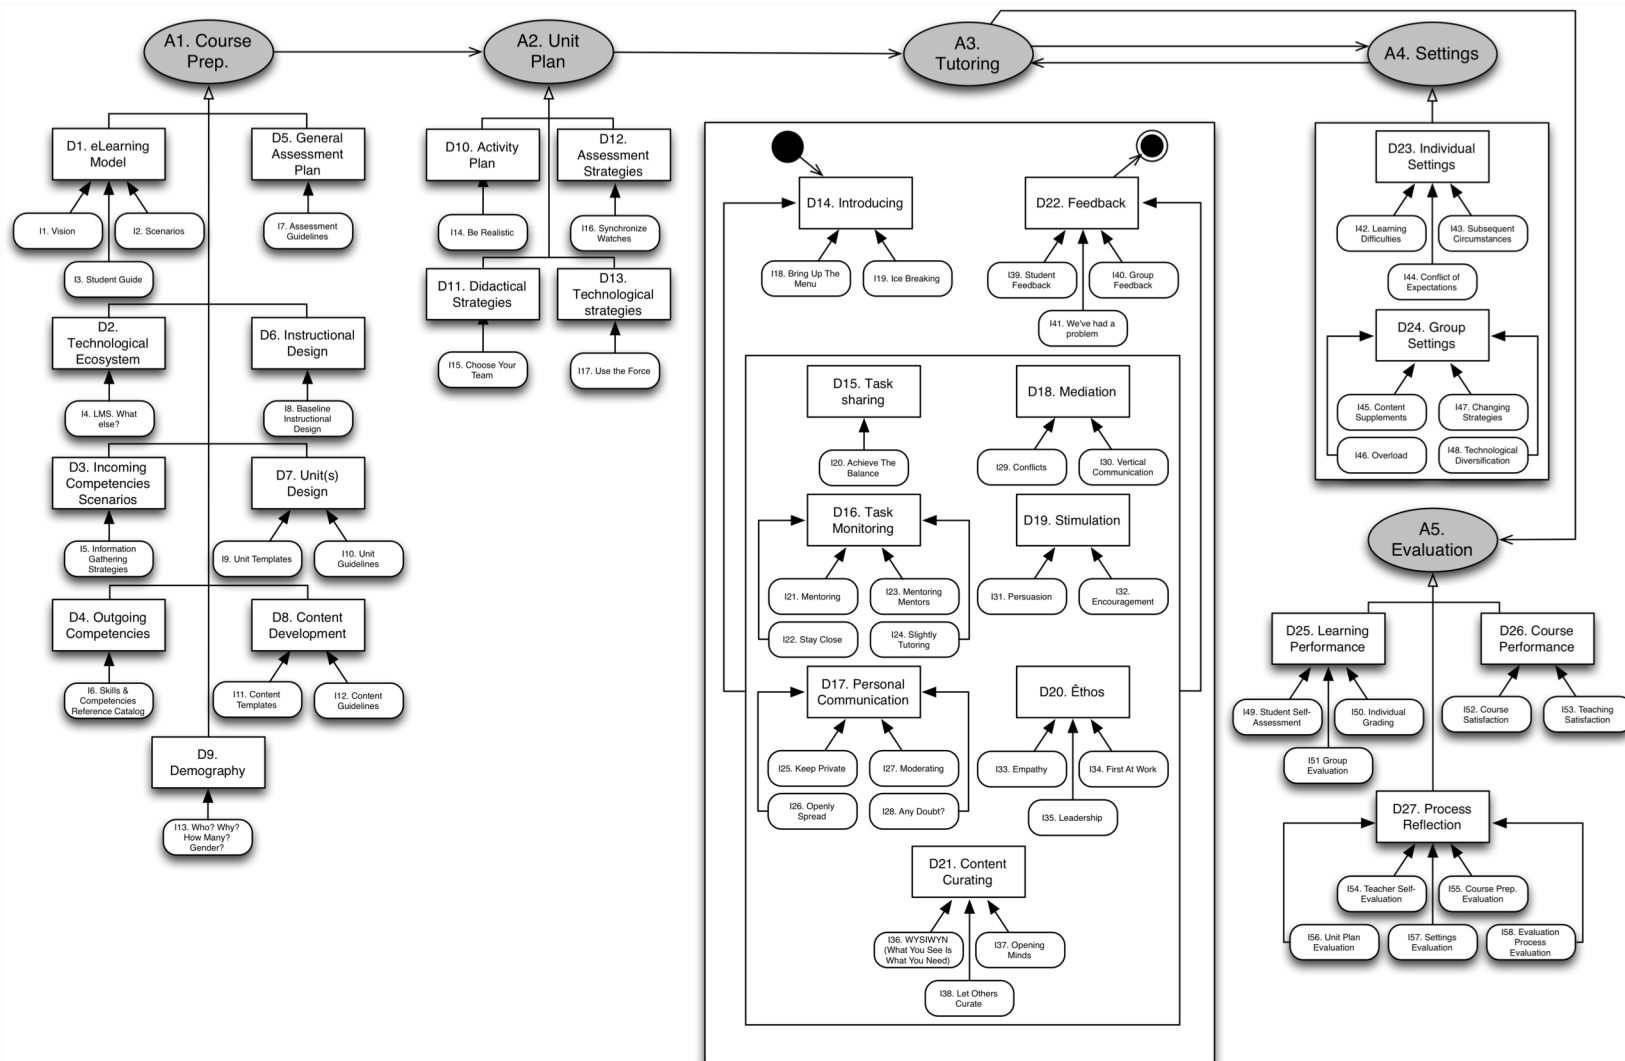 A1. Course
Prep.
A2. Unit
Plan
A3.
Tutoring
A4. Settings
D1. eLearning
Model
I1. Vision
I2. Scenarios
I3. Student Guide
D5. General
Assessment
Plan
I7. Assessment
Guidelines
D2.
Technological
Ecosystem
I4. LMS. What
else?
D6. Instructional
Design
I8. Baseline
Instructional
Design
D3. Incoming
Competencies
Scenarios
I5. Information
Gathering
Strategies
D7. Unit(s)
Design
I9. Unit Templates
I10. Unit
Guidelines
D4. Outgoing
Competencies
I6. Skills &
Competencies
Reference Catalog
D8. Content
Development
I11. Content
Templates
I12. Content
Guidelines
D9.
Demography
I13. Who? Why?
How Many?
Gender?
D10. Activity
Plan
I14. Be Realistic
D12.
Assessment
Strategies
I16. Synchronize
Watches
D11. Didactical
Strategies
I15. Choose Your
Team
D13.
Technological
strategies
I17. Use the Force
D14. Introducing
I18. Bring Up The
Menu
I19. Ice Breaking
D22. Feedback
I39. Student
Feedback
I40. Group
Feedback
I41. We've had a
problem
D15. Task
sharing
I20. Achieve The
Balance
D18. Mediation
I29. Conflicts
I30. Vertical
Communication
D16. Task
Monitoring
I21. Mentoring
I23. Mentoring
Mentors
I22. Stay Close
I24. Slightly
Tutoring
D19. Stimulation
I31. Persuasion
I32.
Encouragement
D17. Personal
Communication
I25. Keep Private
I27. Moderating
I26. Openly
Spread
I28. Any Doubt?
D20. Êthos
I33. Empathy
I34. First At Work
I35. Leadership
D21. Content
Curating
I36. WYSIWYN
(What You See Is
What You Need)
I37. Opening
Minds
I38. Let Others
Curate
D23. Individual
Settings
I42. Learning
Difficulties
I43. Subsequent
Circumstances
I44. Conflict of
Expectations
D24. Group
Settings
I45. Content
Supplements
I47. Changing
Strategies
I46. Overload
I48. Technological
Diversification
A5.
Evaluation
D25. Learning
Performance
I49. Student Self-
Assessment
I50. Individual
Grading
I51 Group
Evaluation
D26. Course
Performance
I52. Course
Satisfaction
I53. Teaching
Satisfaction
D27. Process
Reflection
I54. Teacher Self-
Evaluation
I55. Course Prep.
Evaluation
I56. Unit Plan
Evaluation
I57. Settings
Evaluation
I58. Evaluation
Process
Evaluation